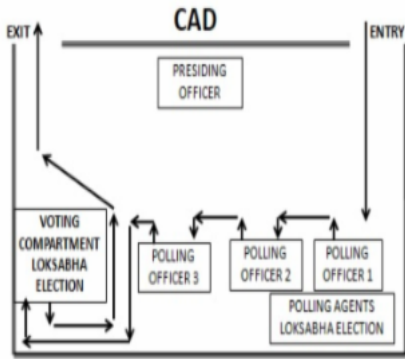 CAD
EXIT
ENTRY
PRESIDING
OFFICER
VOTING
COMPARTMENT
LOKSABHA
ELECTION
POLLING
OFFICER 3
POLLING
OFFICER 2
POLLING
OFFICER 1
POLLING AGENTS
LOKSABHA ELECTION